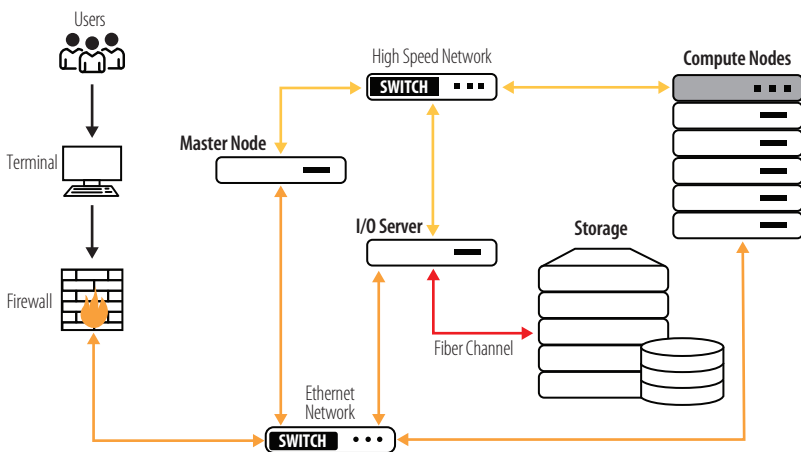 Users
High Speed Network
Compute Nodes
SWITCH
Master Node
Terminal
I/O Server
Storage
Firewall
Fiber Channel
Ethernet
Network
SWITCH